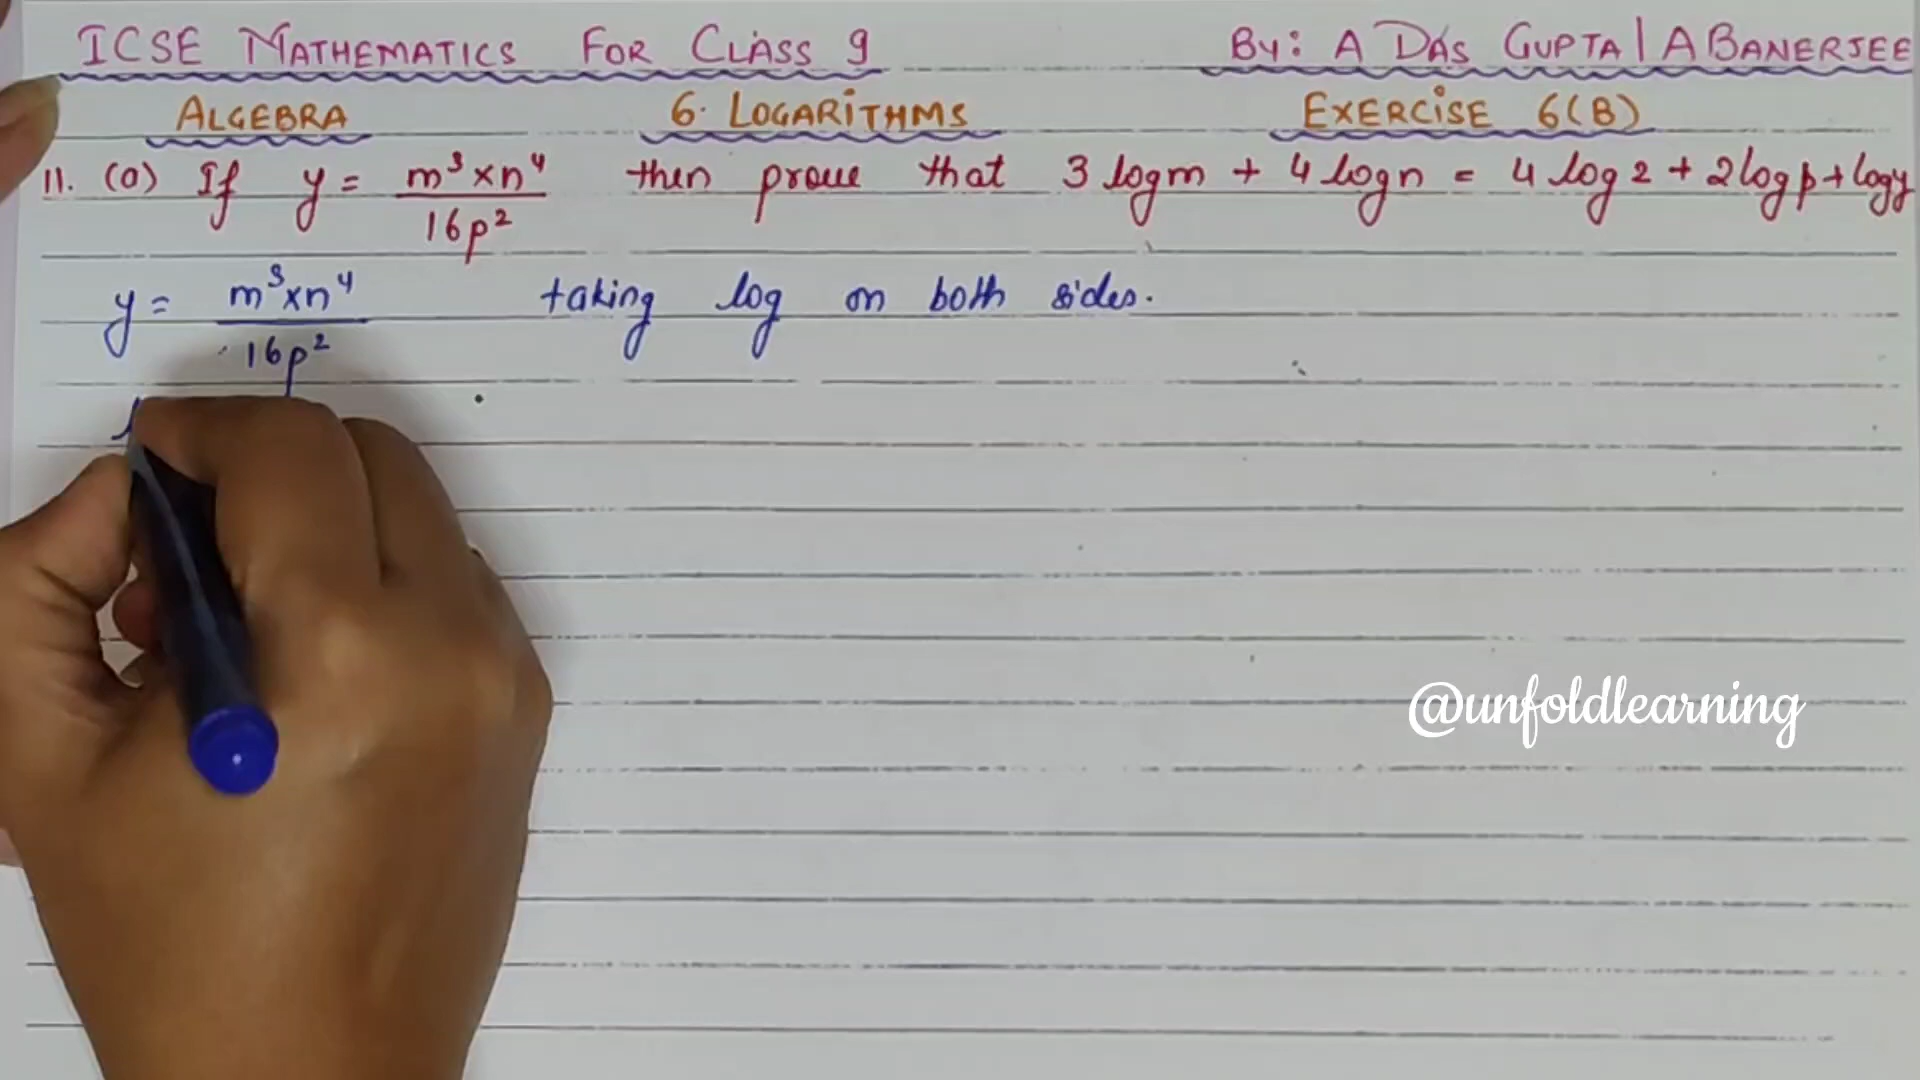 ICSE MATHEMATICS FOR CLASS 9 BY: A DAS GUPTA | A BANERJEE
ALGEBRA 6. LOGARITHMS EXERCISE 6(B)
11. (a) If y = m³×n⁴ / 16p² then prove that 3 log m + 4 log n = 4 log 2 + 2 log p + log y
y = m³×n⁴ / 16p² taking log on both sides.
@unfoldlearning